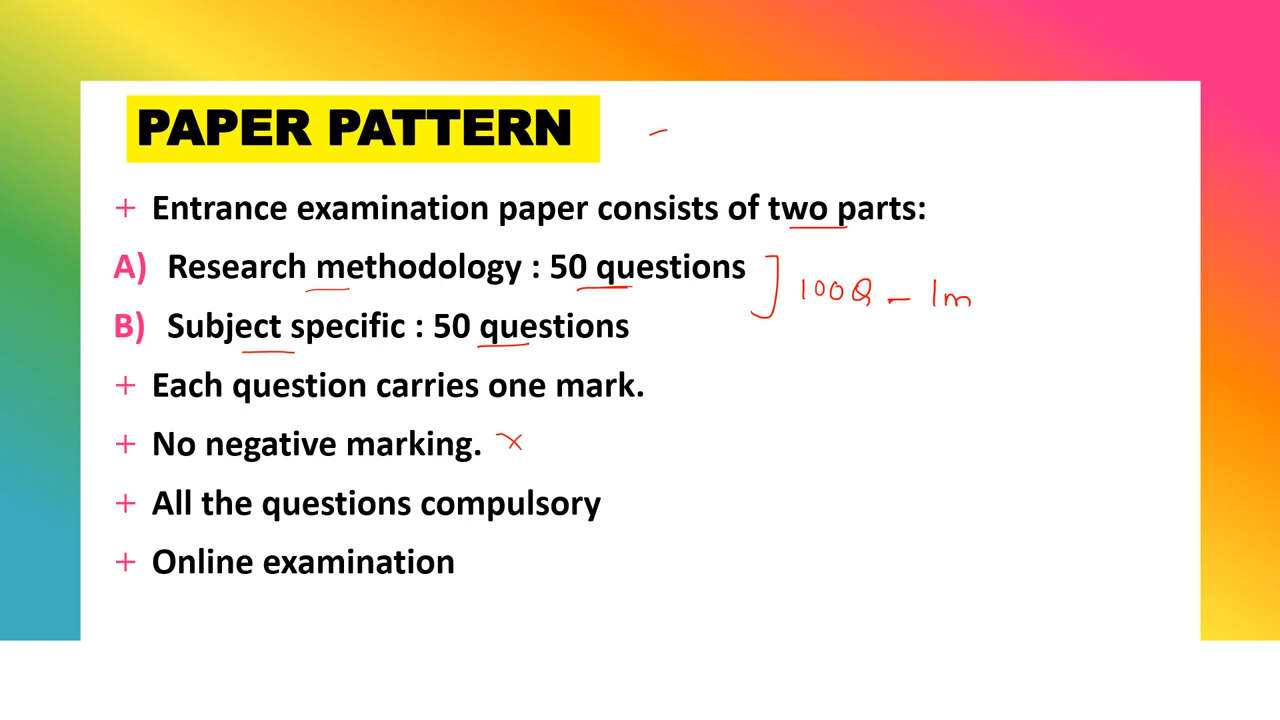 PAPER PATTERN
+ Entrance examination paper consists of two parts:
A) Research methodology : 50 questions
100Q - 1m
B) Subject specific : 50 questions
+ Each question carries one mark.
+ No negative marking. x
+ All the questions compulsory
+ Online examination